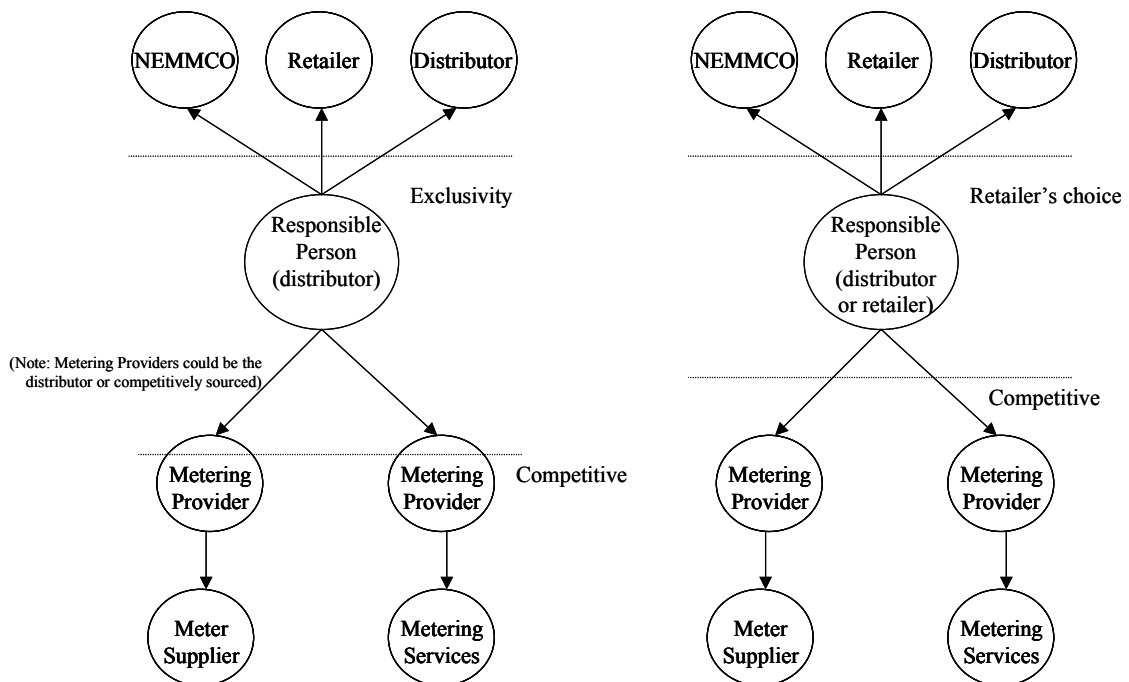 NEMMCO
Retailer
Distributor
Exclusivity
Responsible
Person
(distributor)
(Note: Metering Providers could be the
distributor or competitively sourced)
Competitive
Metering
Provider
Metering
Provider
Meter
Supplier
Metering
Services
NEMMCO
Retailer
Distributor
Retailer’s choice
Responsible
Person
(distributor
or retailer)
Competitive
Metering
Provider
Metering
Provider
Meter
Supplier
Metering
Services